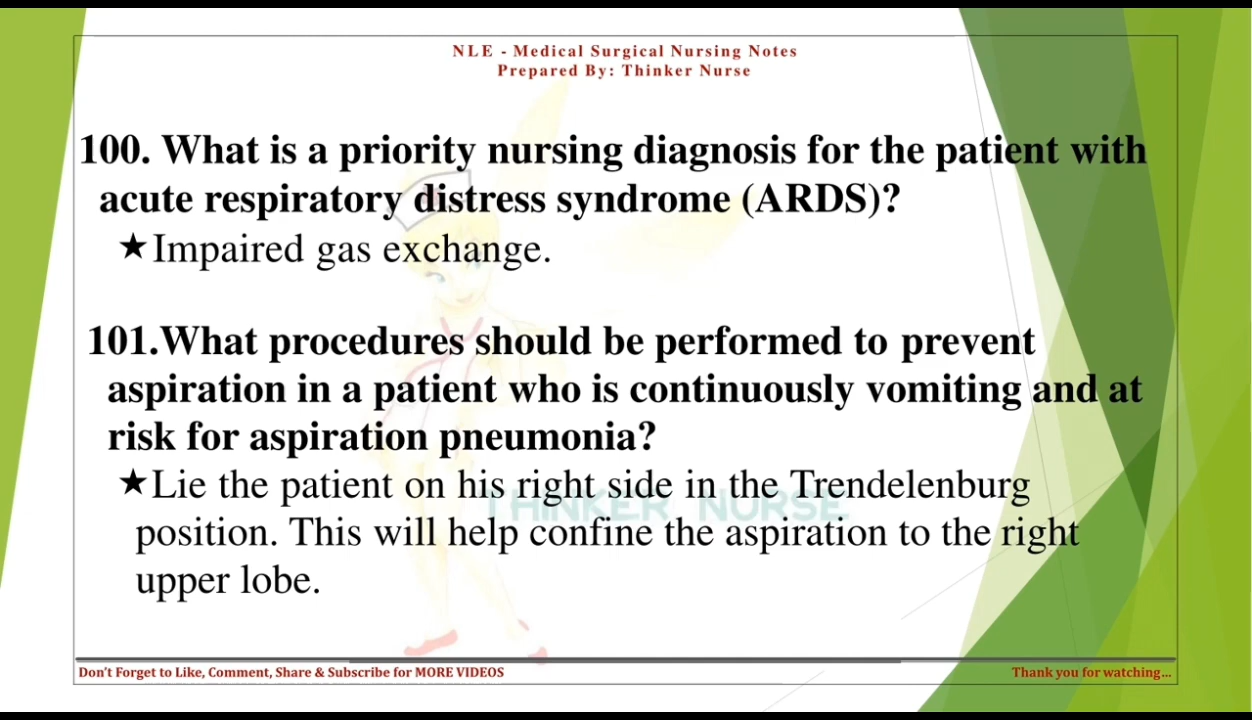 NLE - Medical Surgical Nursing Notes
Prepared By: Thinker Nurse
100. What is a priority nursing diagnosis for the patient with
acute respiratory distress syndrome (ARDS)?
★Impaired gas exchange.
101.What procedures should be performed to prevent
aspiration in a patient who is continuously vomiting and at
risk for aspiration pneumonia?
★Lie the patient on his right side in the Trendelenburg
THINKER NURSE
position. This will help confine the aspiration to the right
upper lobe.
Don't Forget to Like, Comment, Share & Subscribe for MORE VIDEOS
Thank you for watching...